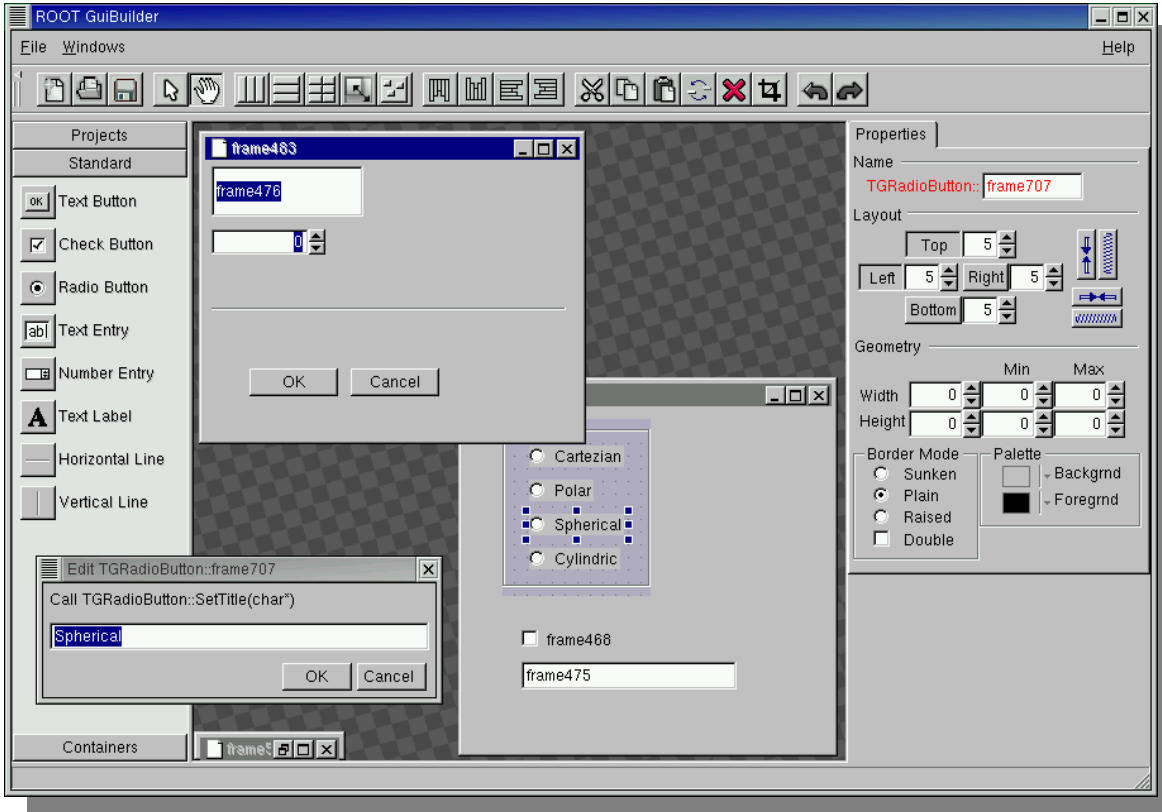 ROOT GuiBuilder
File Windows Help
Projects
Standard
OK Text Button
Check Button
Radio Button
ab| Text Entry
Number Entry
A Text Label
Horizontal Line
Vertical Line
Containers
frame483
frame476
0
OK Cancel
Cartezian
Polar
Spherical
Cylindric
frame468
frame475
Edit TGRadioButton::frame707
Call TGRadioButton::SetTitle(char*)
Spherical
OK Cancel
Properties
Name
TGRadioButton:: frame707
Layout
Top 5
Left 5 Right 5
Bottom 5
Geometry
Min Max
Width 0 0 0
Height 0 0 0
Border Mode
Sunken
Plain
Raised
Double
Palette
Backgrnd
Foregrnd